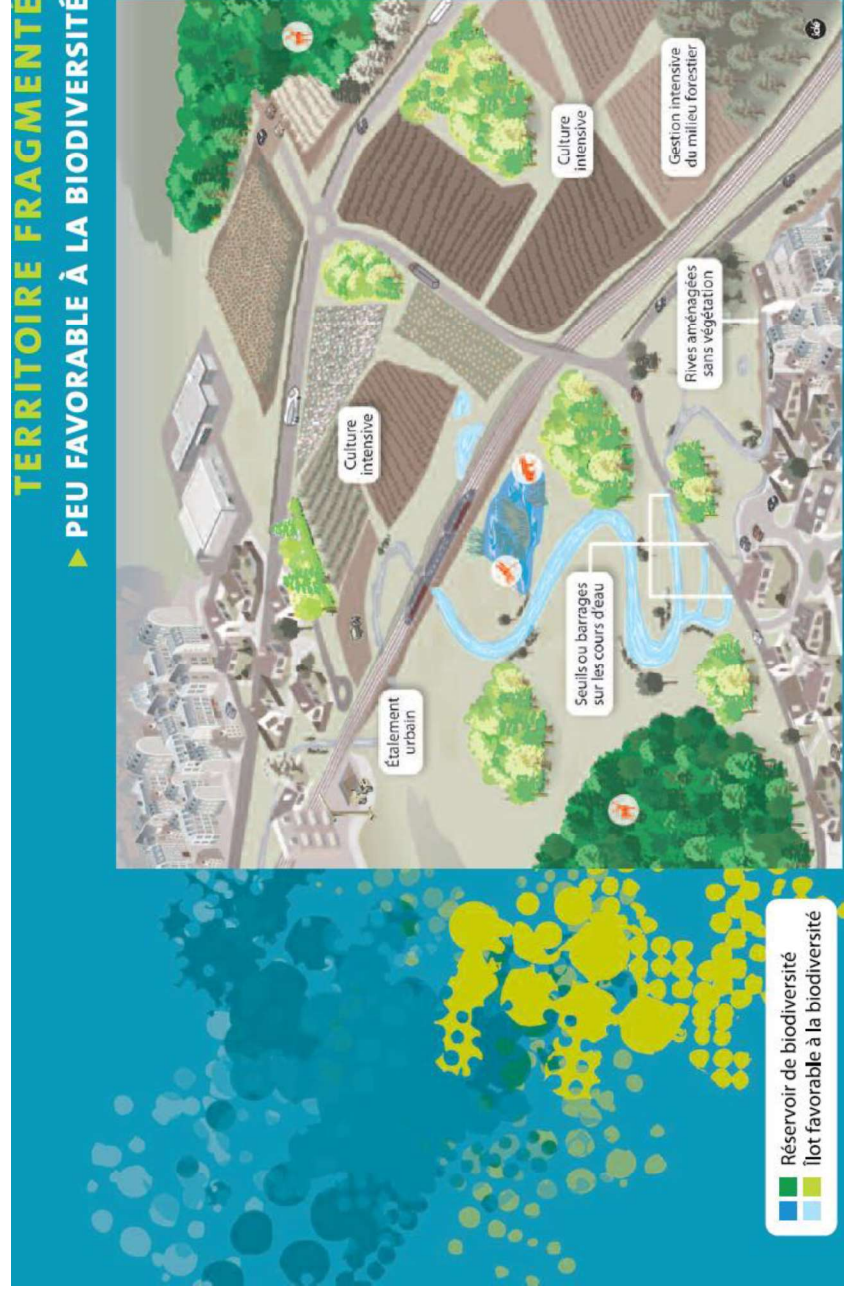 TERRITOIRE FRAGMENTÉ
▶ PEU FAVORABLE À LA BIODIVERSITÉ
Culture
intensive
Culture
intensive
Étalement
urbain
Gestion intensive
du milieu forestier
Seuils ou barrages
sur les cours d'eau
Rives aménagées
sans végétation
Réservoir de biodiversité
Îlot favorable à la biodiversité
idé